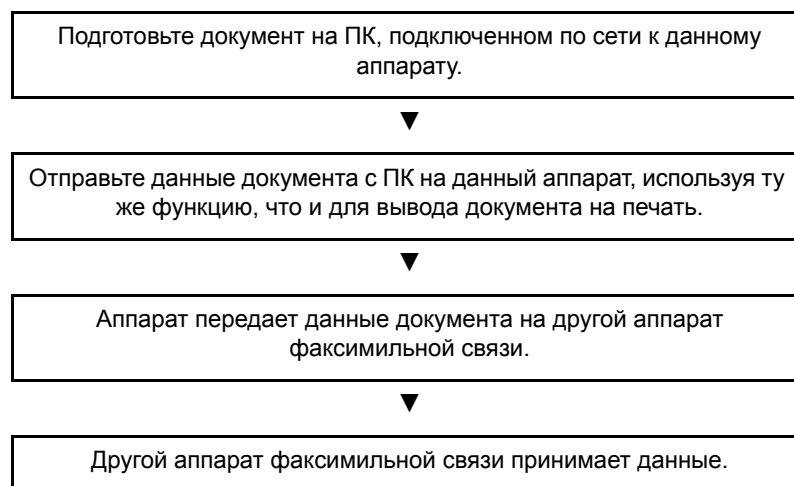 Подготовьте документ на ПК, подключенном по сети к данному
аппарату.
▼
Отправьте данные документа с ПК на данный аппарат, используя ту
же функцию, что и для вывода документа на печать.
▼
Аппарат передает данные документа на другой аппарат
факсимильной связи.
▼
Другой аппарат факсимильной связи принимает данные.